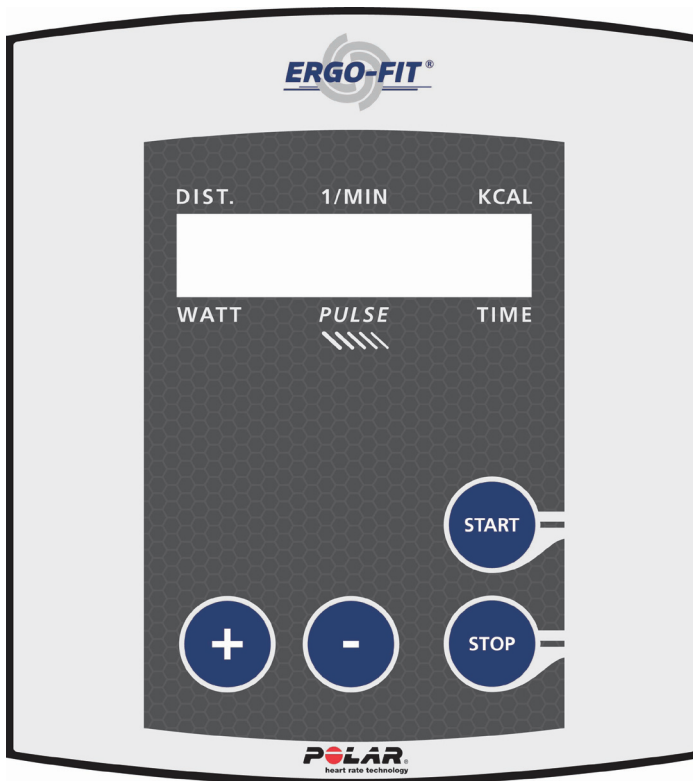 ERGO-FIT®
DIST. 1/MIN KCAL
WATT PULSE TIME
START
+ - STOP
POLAR®
heart rate technology